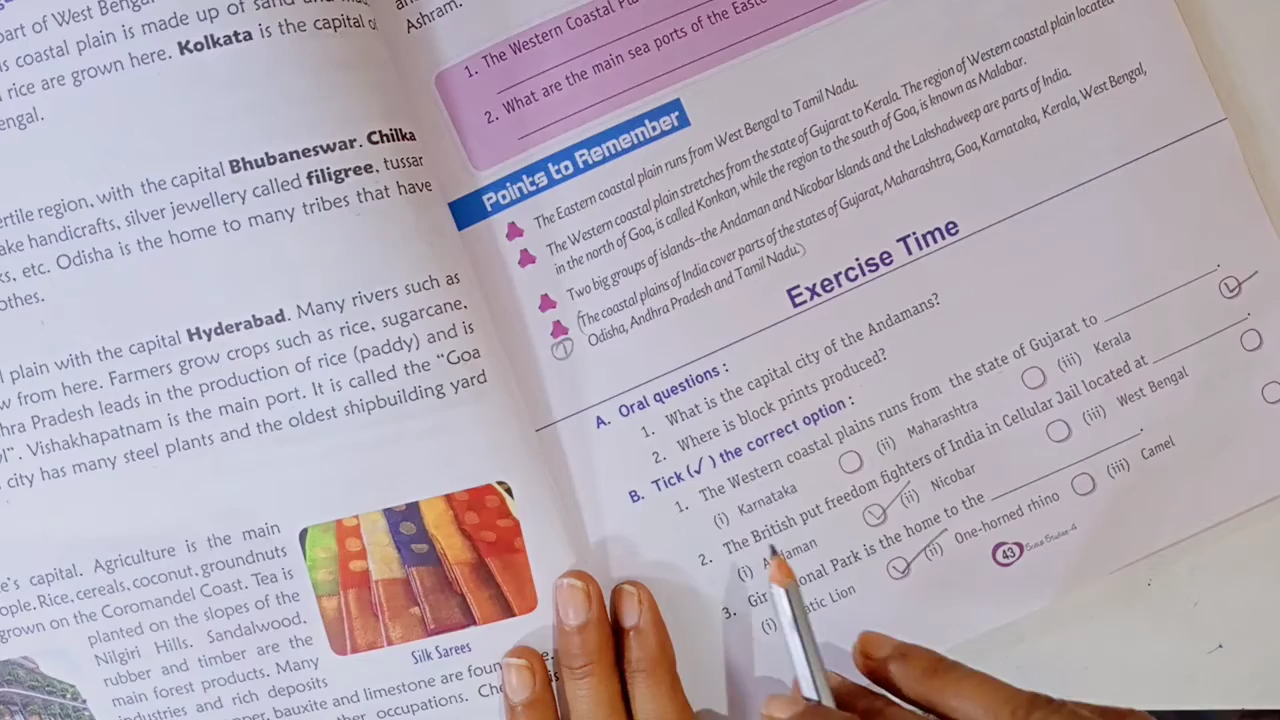 part of West Bengal
coastal plain is made up of sand and
rice are grown here. Kolkata is the capital
fertile region, with the capital Bhubaneswar. Chilka
handicrafts, silver jewellery called filigree, tussar
etc. Odisha is the home to many tribes that have
plain with the capital Hyderabad. Many rivers such as
from here. Farmers grow crops such as rice, sugarcane,
Pradesh leads in the production of rice (paddy) and is
Vishakhapatnam is the main port. It is called the "Goa
city has many steel plants and the oldest shipbuilding yard
capital. Agriculture is the main
Rice, cereals, coconut, groundnuts
grown on the Coromandel Coast. Tea is
planted on the slopes of the
Nilgiri Hills. Sandalwood,
rubber and timber are the
main forest products. Many
industries and rich deposits
bauxite and limestone are
occupations.
Silk Sarees
Ashram.
1. The Western Coastal
2. What are the main sea ports of the
Points to Remember
The Eastern coastal plain runs from West Bengal to Tamil Nadu.
The Western coastal plain stretches from the state of Gujarat to Kerala. The region of Western coastal plain located
in the north of Goa, is called Konkan, while the region to the south of Goa, is known as Malabar.
Two big groups of islands–the Andaman and Nicobar Islands and the Lakshadweep are parts of India.
The coastal plains of India cover parts of the states of Gujarat, Maharashtra, Goa, Karnataka, Kerala, West Bengal,
Odisha, Andhra Pradesh and Tamil Nadu.
Exercise Time
A. Oral questions :
1. What is the capital city of the Andamans?
2. Where is block prints produced?
B. Tick (✓) the correct option :
1. The Western coastal plains runs from the state of Gujarat to ____________.
(i) Karnataka (ii) Maharashtra (iii) Kerala
2. The British put freedom fighters of India in Cellular Jail located at ____________.
(i) Andaman (ii) Nicobar (iii) West Bengal
3. Park is the home to the ____________.
(i) Lion (ii) One-horned rhino (iii) Camel
43